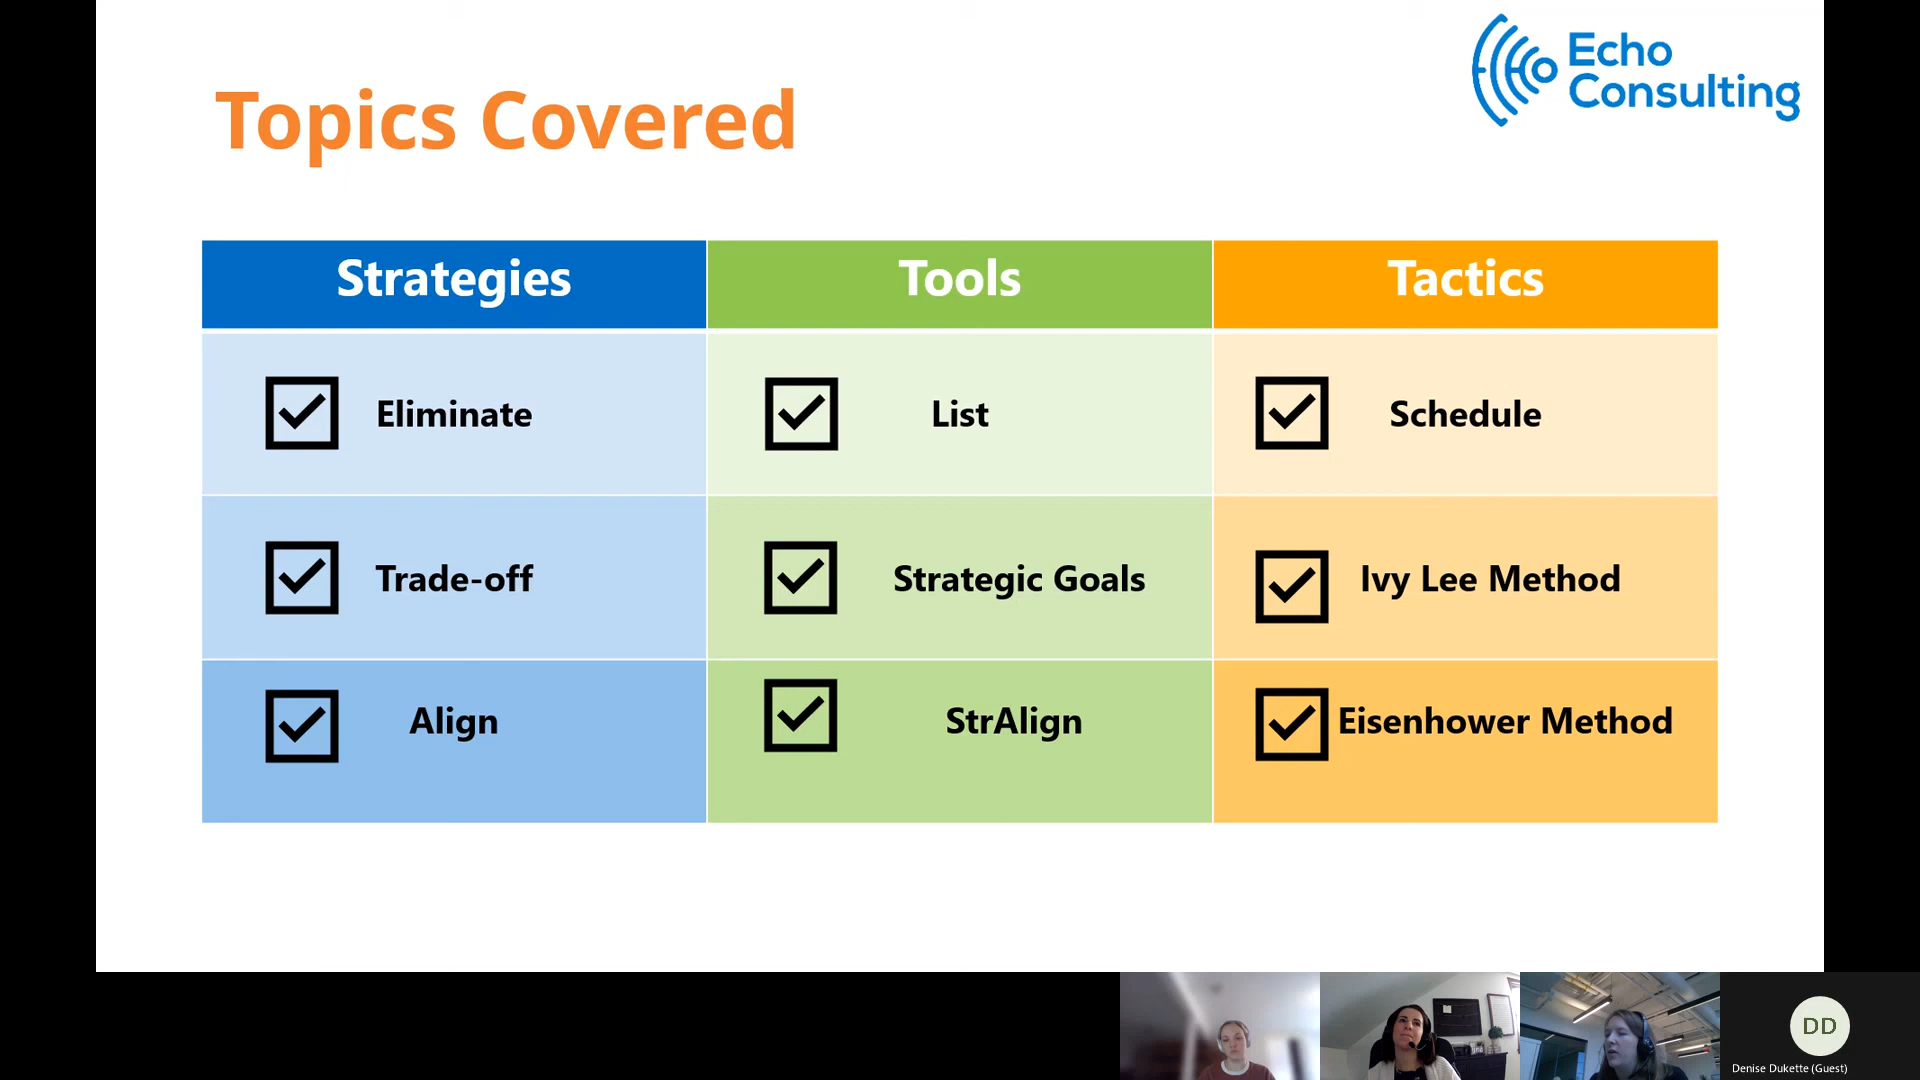 Echo
Consulting
Topics Covered
Strategies
Tools
Tactics
Eliminate
List
Schedule
Trade-off
Strategic Goals
Ivy Lee Method
Align
StrAlign
Eisenhower Method
DD
Denise Dukette (Guest)